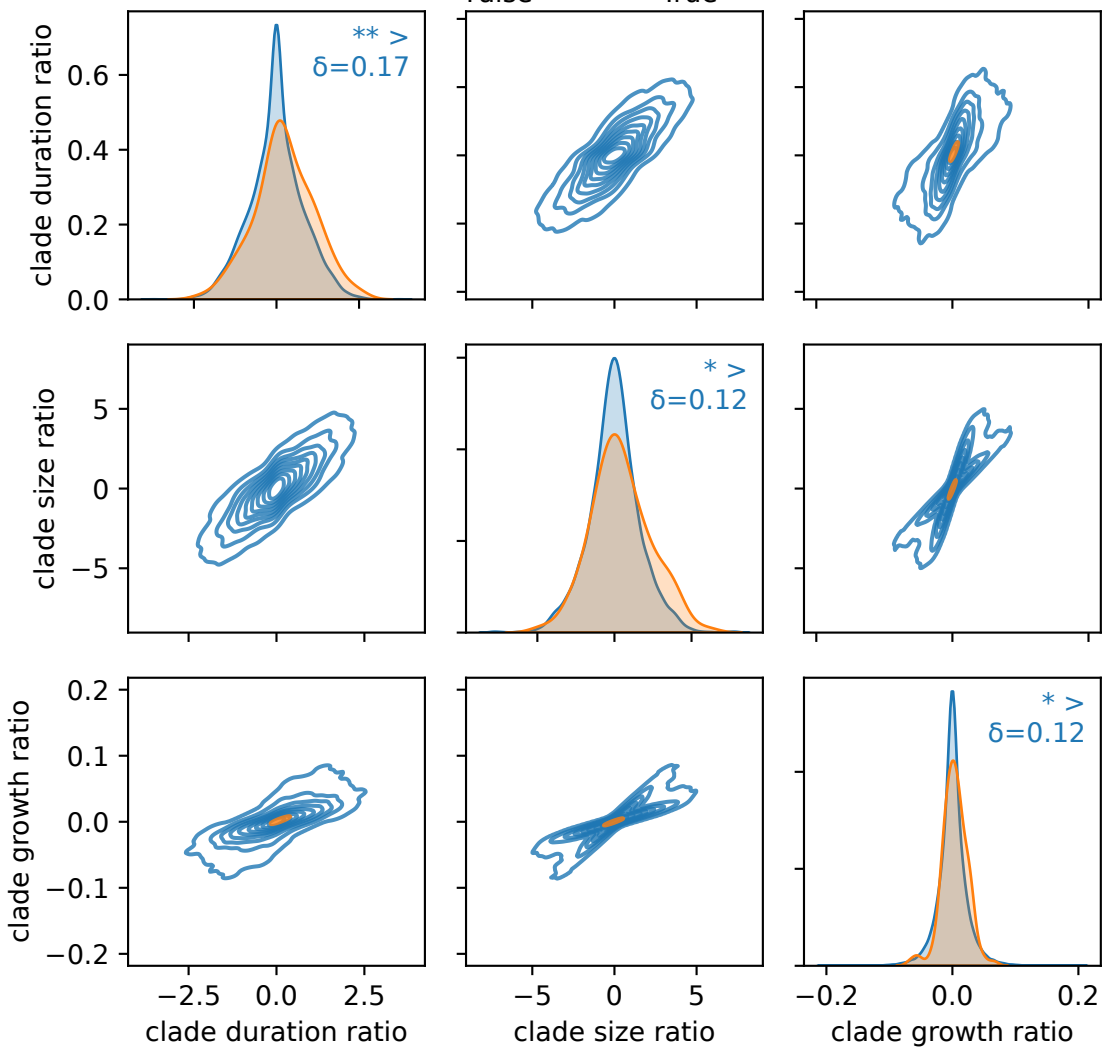 clade duration ratio
0.6
0.4
0.2
0.0
** >
δ=0.17
clade size ratio
5
0
−5
* >
δ=0.12
clade growth ratio
0.2
0.1
0.0
−0.1
−0.2
* >
δ=0.12
−2.5 0.0 2.5
−5 0 5
−0.2 0.0 0.2
clade duration ratio
clade size ratio
clade growth ratio